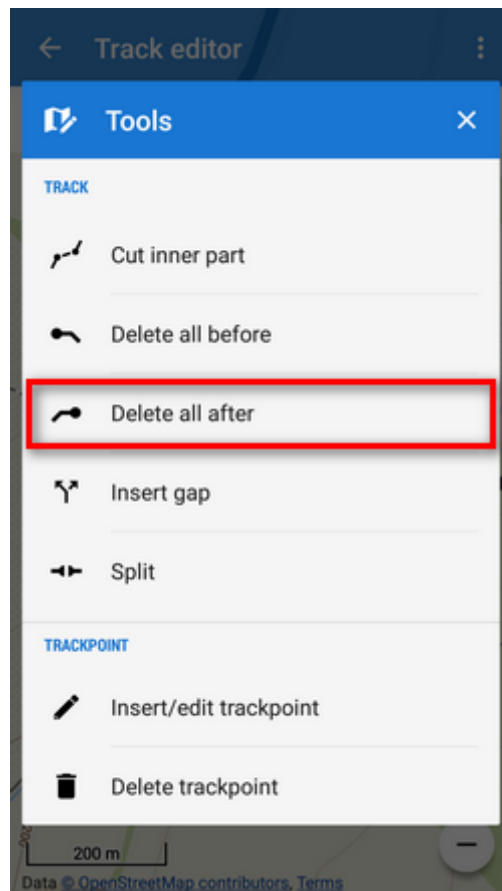 Track editor
Tools
TRACK
Cut inner part
Delete all before
Delete all after
Insert gap
Split
TRACKPOINT
Insert/edit trackpoint
Delete trackpoint
200
200 m
Data © OpenStreetMap contributors, Terms